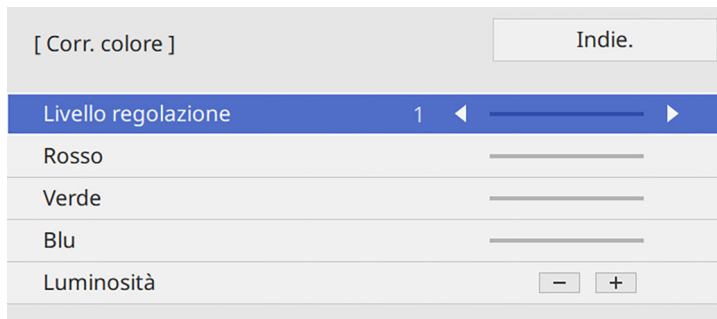 [ Corr. colore ]
Indie.
Livello regolazione 1
Rosso
Verde
Blu
Luminosità − +